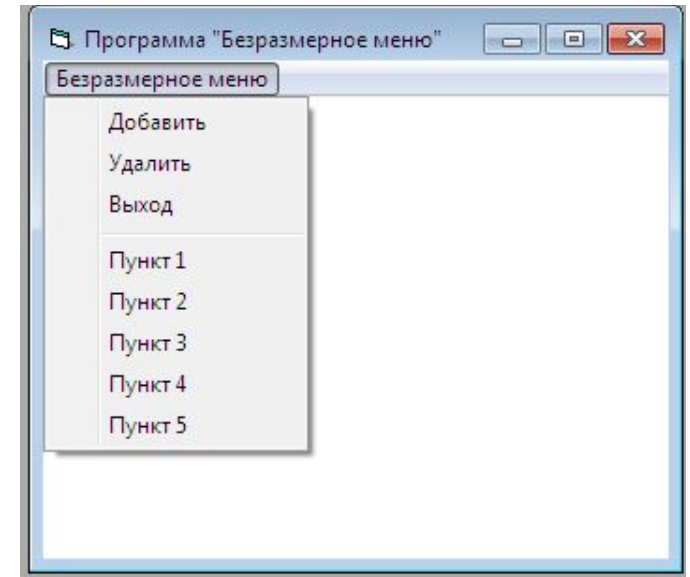 Программа "Безразмерное меню"
Безразмерное меню
Добавить
Удалить
Выход
Пункт 1
Пункт 2
Пункт 3
Пункт 4
Пункт 5